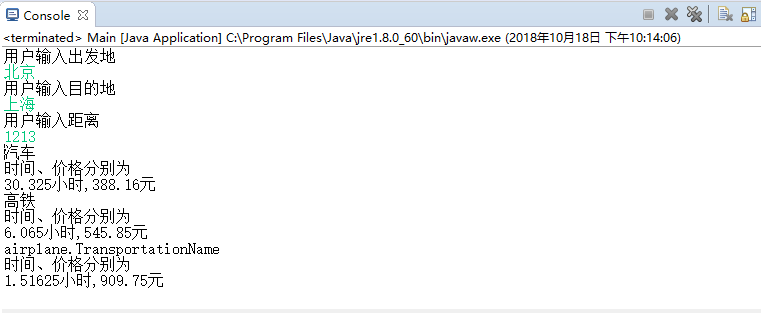 Console
<terminated> Main [Java Application] C:\Program Files\Java\jre1.8.0_60\bin\javaw.exe (2018年10月18日 下午10:14:06)
用户输入出发地
北京
用户输入目的地
上海
用户输入距离
1213
汽车
时间、价格分别为
30.325小时,388.16元
高铁
时间、价格分别为
6.065小时,545.85元
airplane.TransportationName
时间、价格分别为
1.51625小时,909.75元